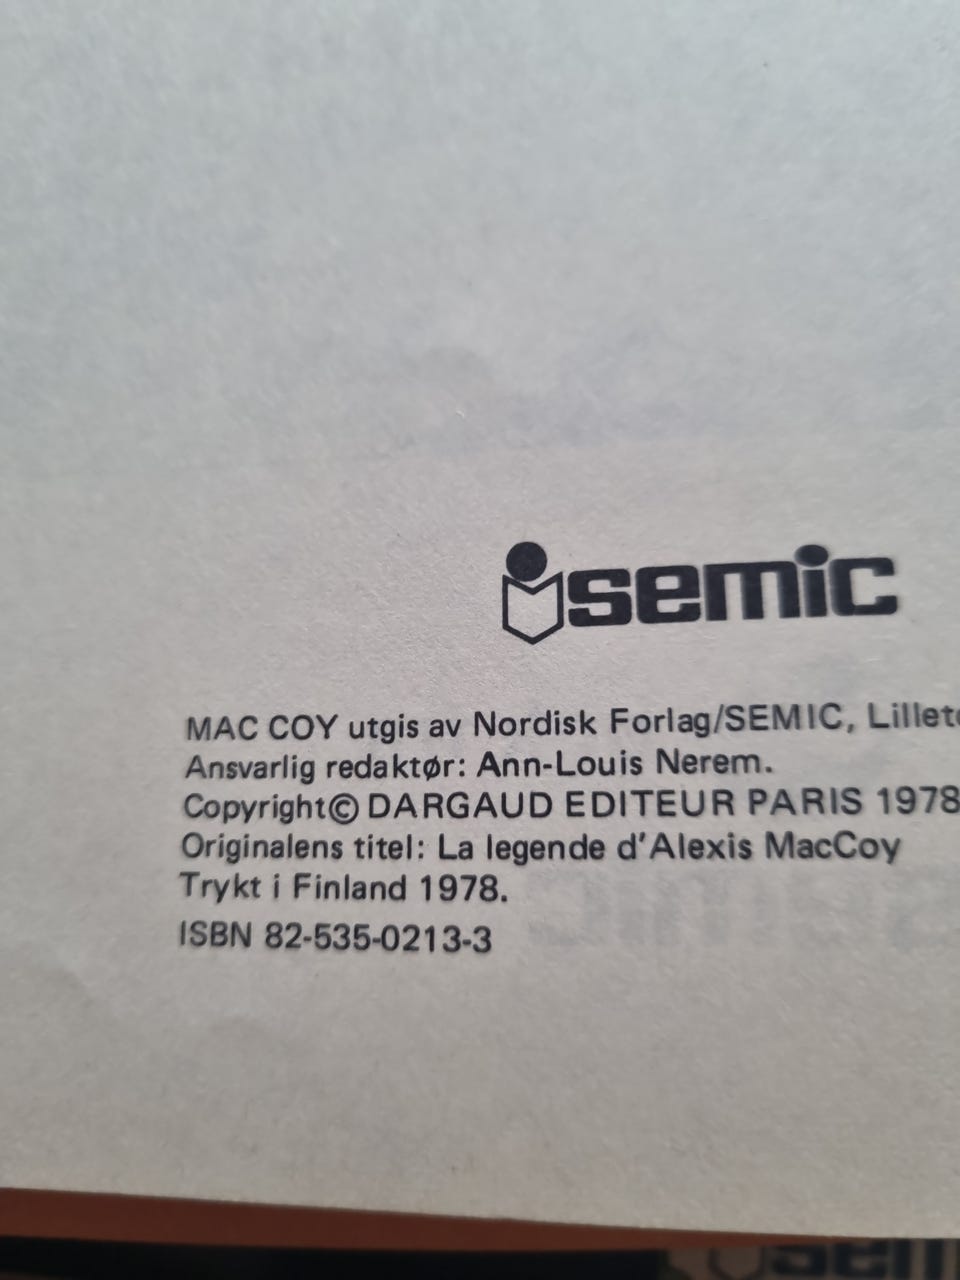 semic
MAC COY utgis av Nordisk Forlag/SEMIC,
Ansvarlig redaktør: Ann-Louis Nerem.
Copyright© DARGAUD EDITEUR PARIS 1978
Originalens titel: La legende d'Alexis MacCoy
Trykt i Finland 1978.
ISBN 82-535-0213-3